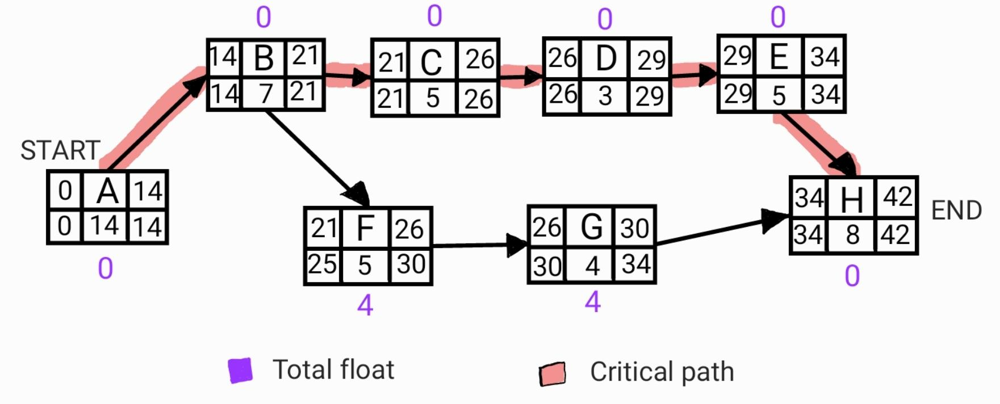 0
0
0
0
14 B 21
14 7 21
21 C 26
21 5 26
26 D 29
26 3 29
29 E 34
29 5 34
START
0 A 14
0 14 14
0
21 F 26
25 5 30
4
26 G 30
30 4 34
4
34 H 42
34 8 42
0
END
Total float
Critical path